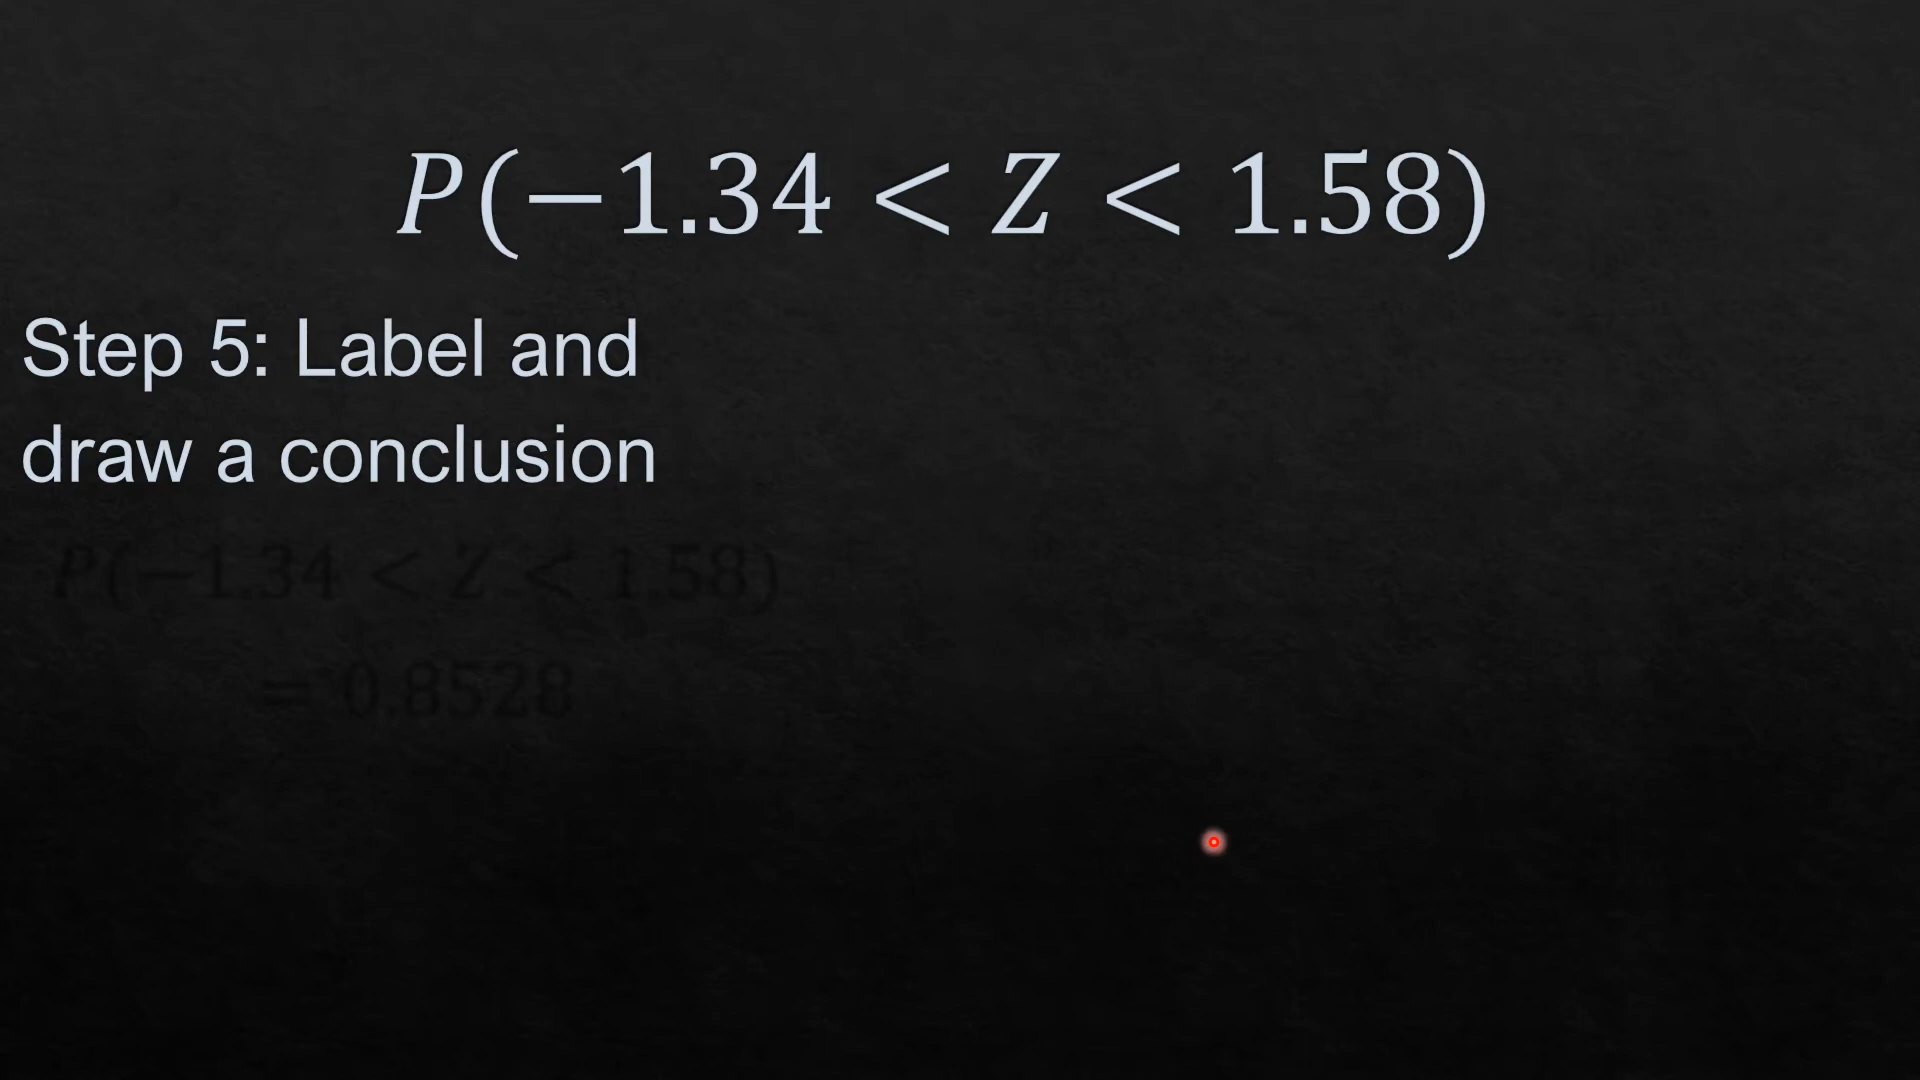 P(−1.34 < Z < 1.58)
Step 5: Label and
draw a conclusion
P(−1.34 < Z < 1.58)
= 0.8528